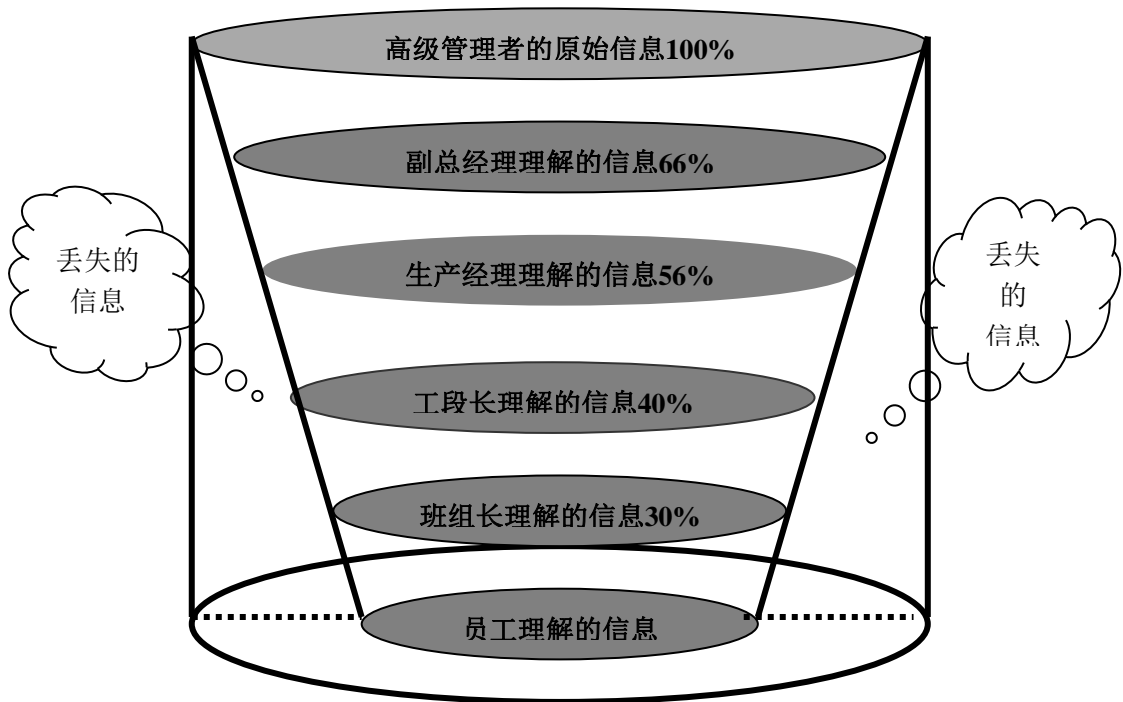 高级管理者的原始信息100%
副总经理理解的信息66%
丢失的
信息
丢失
的
信息
生产经理理解的信息56%
工段长理解的信息40%
班组长理解的信息30%
员工理解的信息